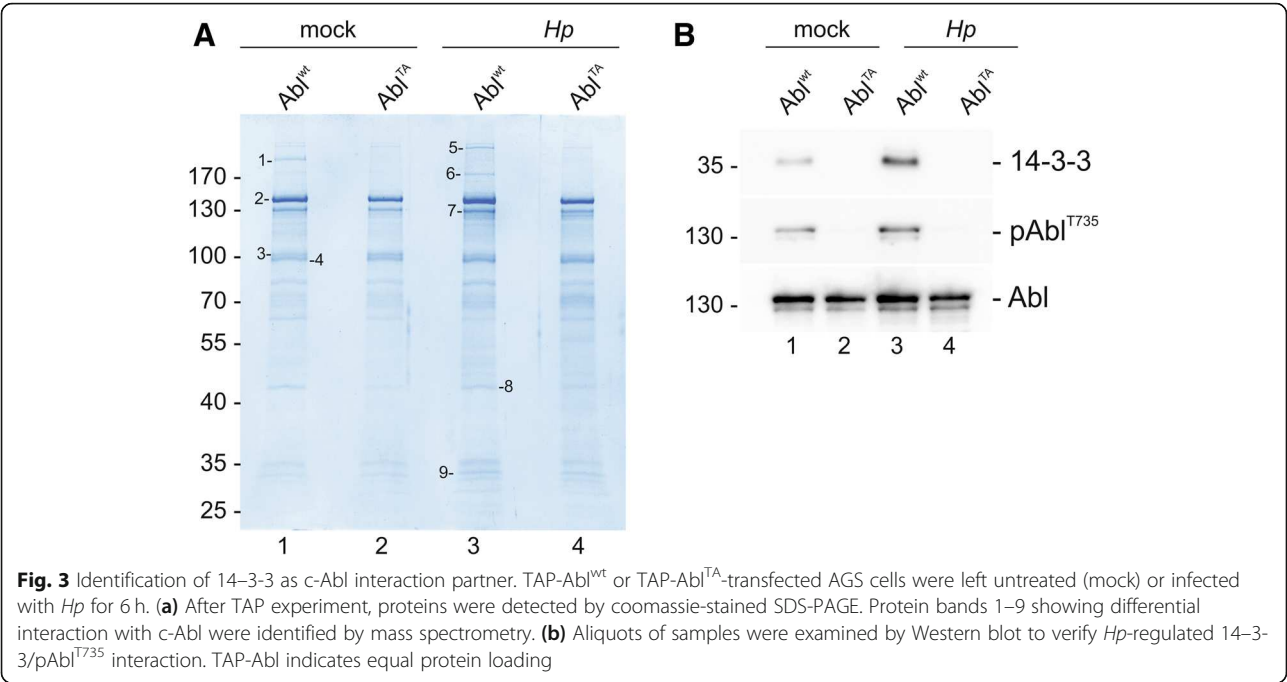 A
mock
Hp
Abl^wt
Abl^TA
Abl^wt
Abl^TA
170 -
130 -
100 -
70 -
55 -
40 -
35 -
25 -
1-
2-
3-
-4
5-
6-
7-
-8
9-
1 2 3 4
B
mock
Hp
Abl^wt
Abl^TA
Abl^wt
Abl^TA
35 - - 14-3-3
130 - - pAbl^T735
130 - - Abl
1 2 3 4
Fig. 3 Identification of 14–3-3 as c-Abl interaction partner. TAP-Abl^wt or TAP-Abl^TA-transfected AGS cells were left untreated (mock) or infected
with Hp for 6 h. (a) After TAP experiment, proteins were detected by coomassie-stained SDS-PAGE. Protein bands 1–9 showing differential
interaction with c-Abl were identified by mass spectrometry. (b) Aliquots of samples were examined by Western blot to verify Hp-regulated 14–3-
3/pAbl^T735 interaction. TAP-Abl indicates equal protein loading